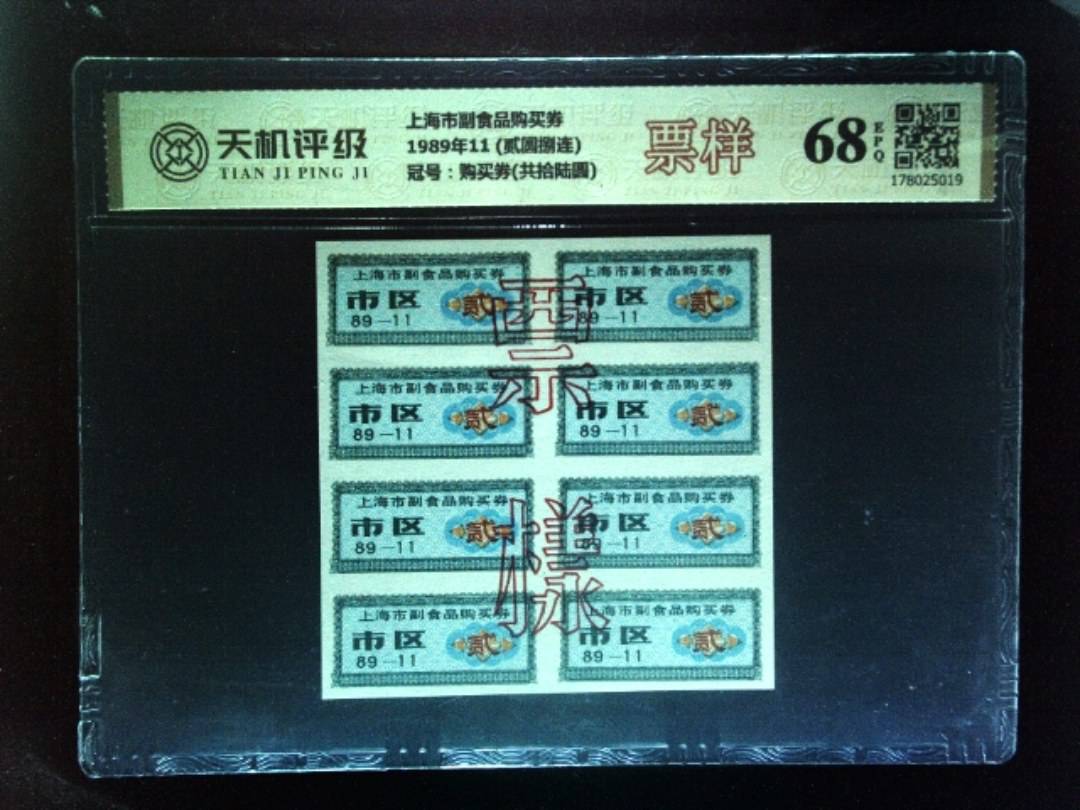 天机评级
TIAN JI PING JI
上海市副食品购买券
1989年11 (贰圆捌连)
冠号：购买券(共拾陆圆)
票样
68
EPQ
178025019
上海市副食品购买券
市区
贰
89—11
上海市副食品购买券
市区
贰
89—11
上海市副食品购买券
市区
贰
89—11
上海市副食品购买券
市区
贰
89—11
上海市副食品购买券
市区
贰
89—11
上海市副食品购买券
市区
贰
89—11
上海市副食品购买券
市区
贰
89—11
上海市副食品购买券
市区
贰
89—11
票樣